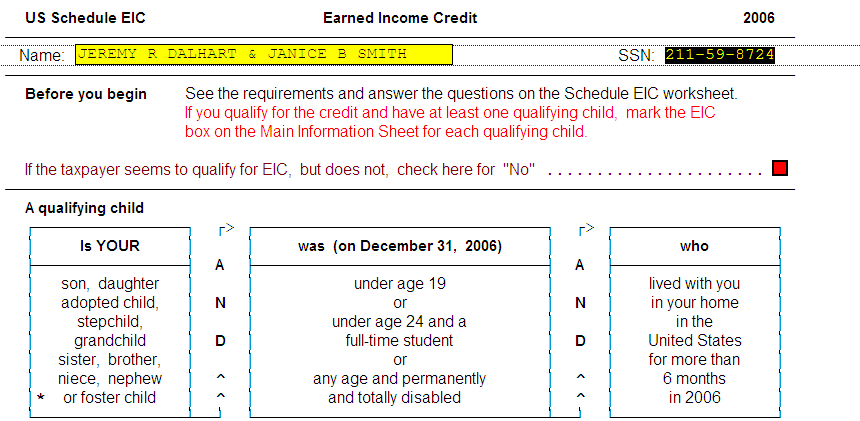 US Schedule EIC Earned Income Credit 2006
Name: JEREMY R DALHART & JANICE B SMITH SSN: 211-59-8724
Before you begin See the requirements and answer the questions on the Schedule EIC worksheet.
If you qualify for the credit and have at least one qualifying child, mark the EIC
box on the Main Information Sheet for each qualifying child.
If the taxpayer seems to qualify for EIC, but does not, check here for "No" . . . . . . . . . . . . . . . . . . . . . .
A qualifying child
Is YOUR
son, daughter
adopted child,
stepchild,
grandchild
sister, brother,
niece, nephew
* or foster child
A
N
D
^
^
was (on December 31, 2006)
under age 19
or
under age 24 and a
full-time student
or
any age and permanently
and totally disabled
A
N
D
^
^
who
lived with you
in your home
in the
United States
for more than
6 months
in 2006